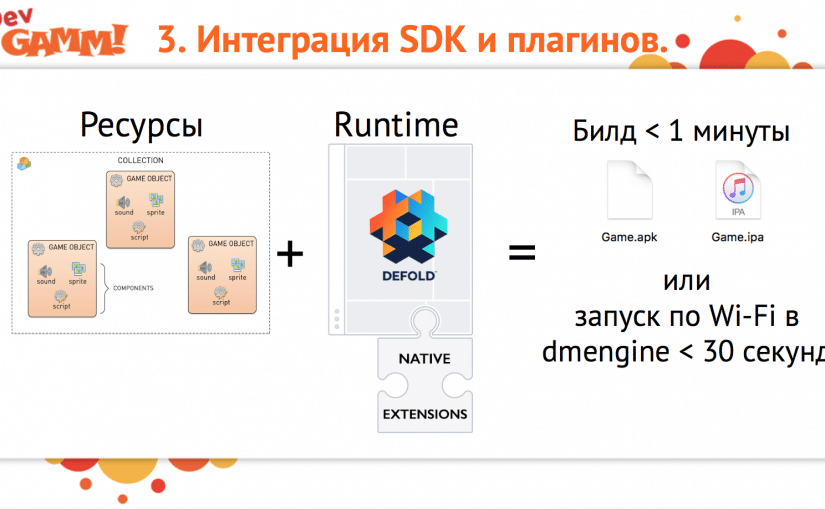 Dev
GAMM!
3. Интеграция SDK и плагинов.
Ресурсы
COLLECTION
GAME OBJECT
sound
sprite
script
GAME OBJECT
sound
sprite
script
COMPONENTS
GAME OBJECT
sound
sprite
script
+
Runtime
DEFOLD™
NATIVE
EXTENSIONS
=
Билд < 1 минуты
IPA
Game.apk
Game.ipa
или
запуск по Wi-Fi в
dmengine < 30 секунд